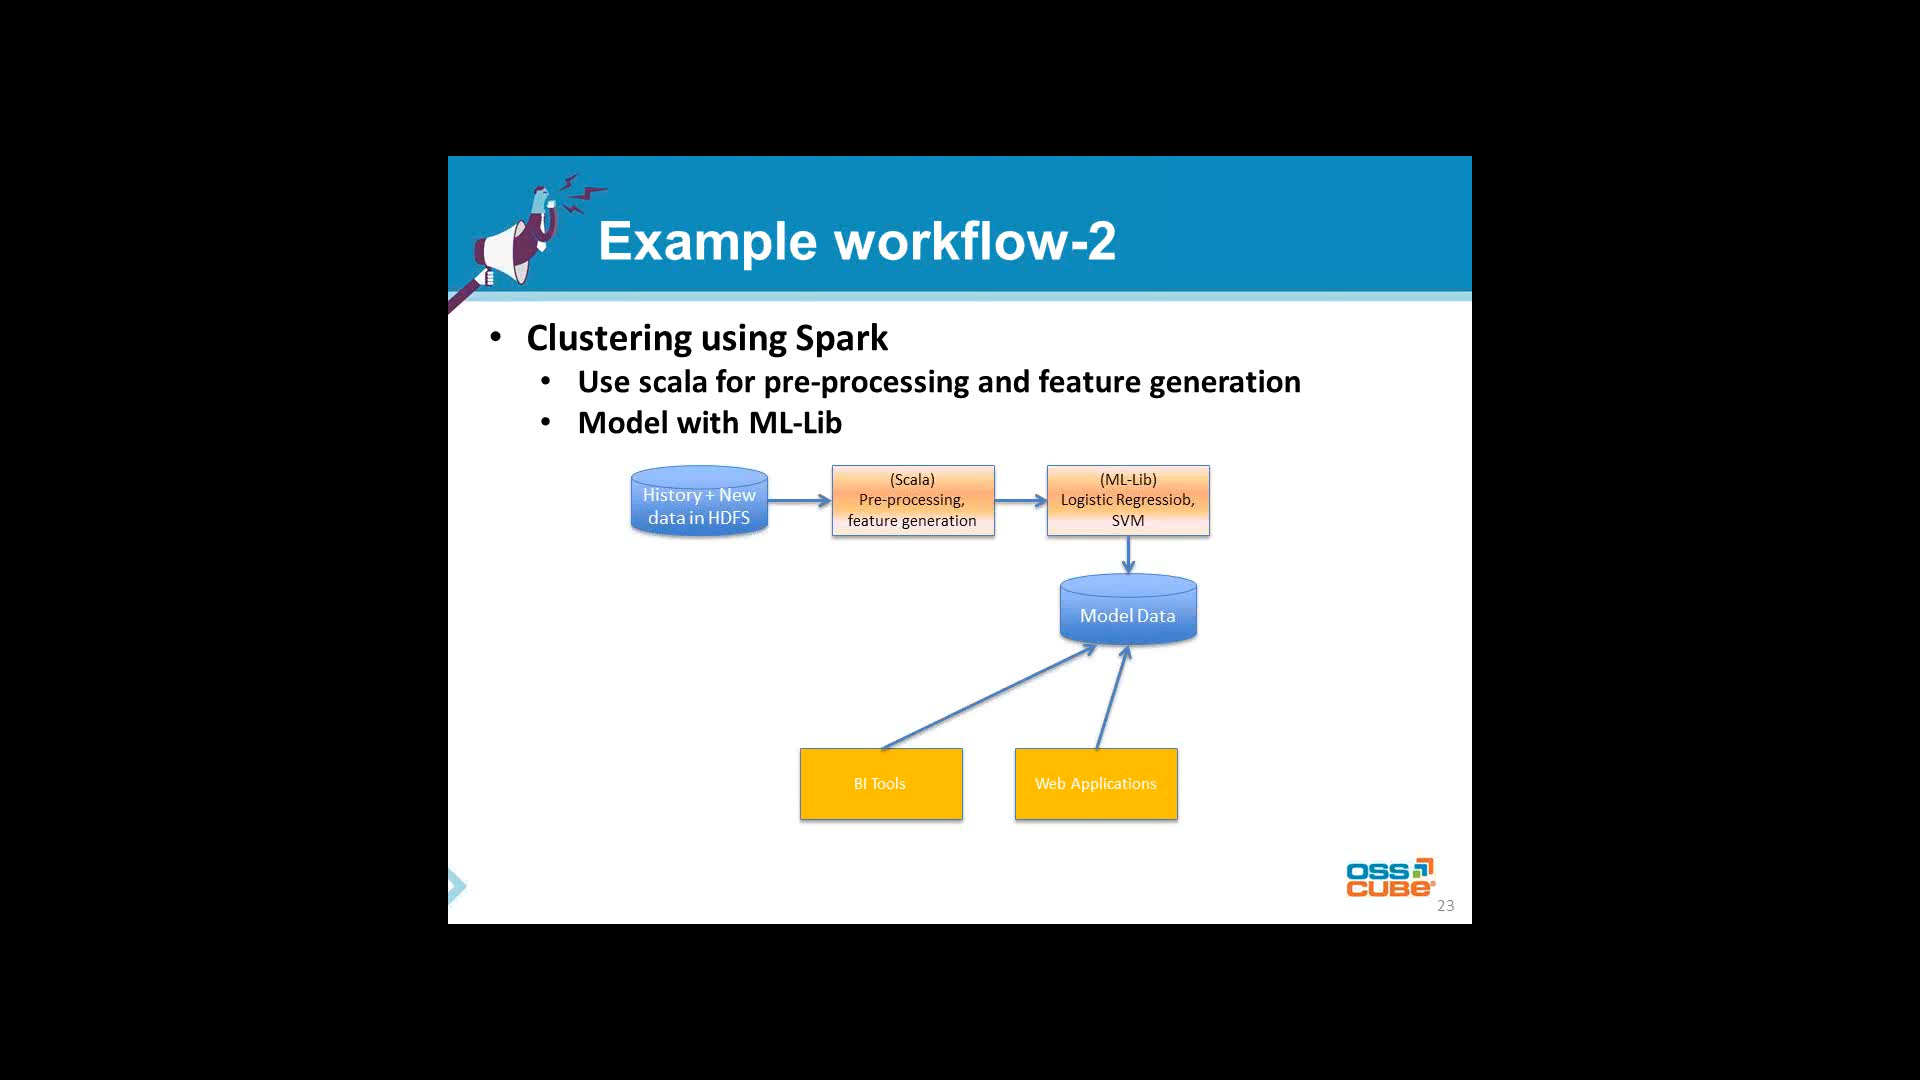 Example workflow-2
• Clustering using Spark
• Use scala for pre-processing and feature generation
• Model with ML-Lib
History + New
data in HDFS
(Scala)
Pre-processing,
feature generation
(ML-Lib)
Logistic Regressiob,
SVM
Model Data
BI Tools
Web Applications
OSS
CUBE®
23